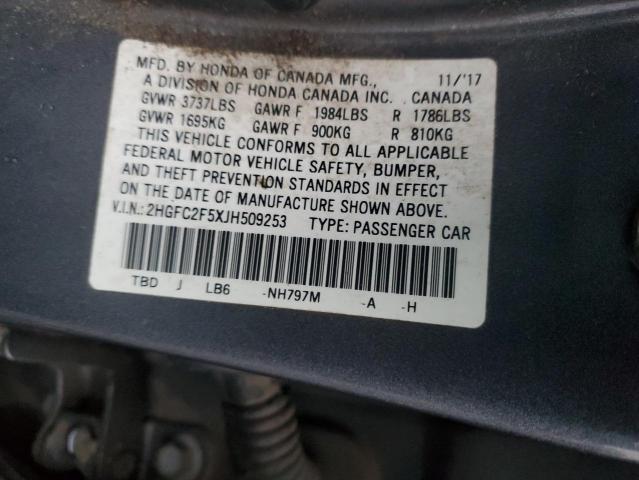 MFD. BY HONDA OF CANADA MFG., 11/'17
A DIVISION OF HONDA CANADA INC. CANADA
GVWR 3737LBS GAWR F 1984LBS R 1786LBS
GVWR 1695KG GAWR F 900KG R 810KG
THIS VEHICLE CONFORMS TO ALL APPLICABLE
FEDERAL MOTOR VEHICLE SAFETY, BUMPER,
AND THEFT PREVENTION STANDARDS IN EFFECT
ON THE DATE OF MANUFACTURE SHOWN ABOVE.
V.I.N.: 2HGFC2F5XJH509253 TYPE: PASSENGER CAR
TBD J LB6 -NH797M -A -H